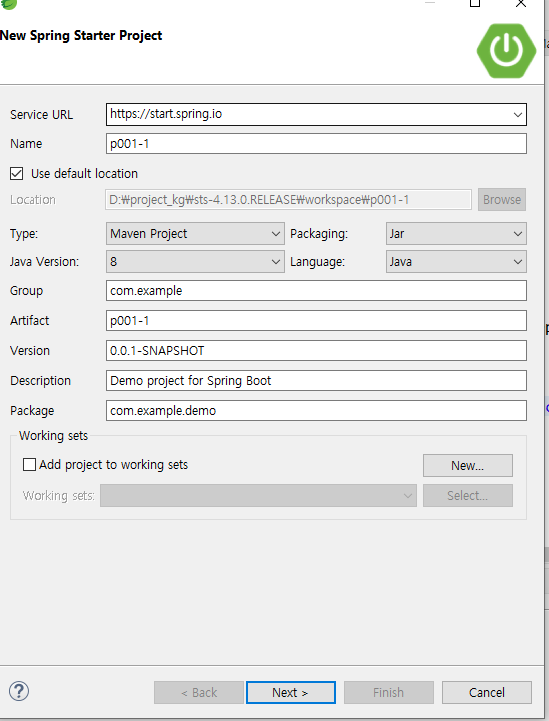 New Spring Starter Project
Service URL https://start.spring.io
Name p001-1
Use default location
Location D:₩project_kg₩sts-4.13.0.RELEASE₩workspace₩p001-1 Browse
Type: Maven Project Packaging: Jar
Java Version: 8 Language: Java
Group com.example
Artifact p001-1
Version 0.0.1-SNAPSHOT
Description Demo project for Spring Boot
Package com.example.demo
Working sets
Add project to working sets New...
Working sets: Select...
? < Back Next > Finish Cancel